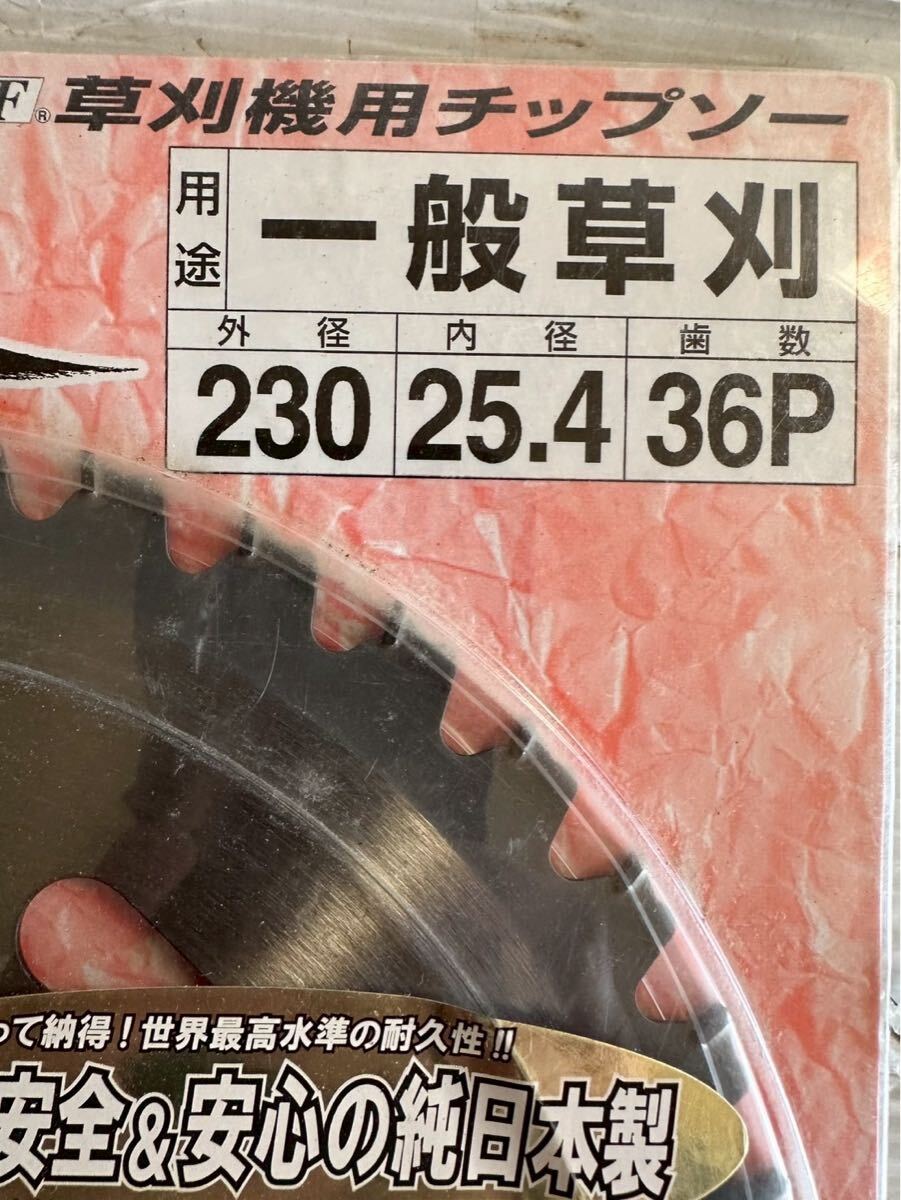 F® 草刈機用チップソー
用途 一般草刈
外径 内径 歯数
230 25.4 36P
って納得!世界最高水準の耐久性!!
安全&安心の純日本製